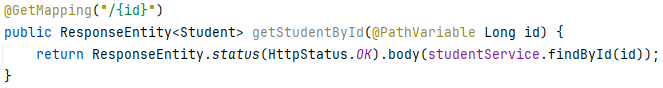 @GetMapping("/{id}")
public ResponseEntity<Student> getStudentById(@PathVariable Long id) {
    return ResponseEntity.status(HttpStatus.OK).body(studentService.findById(id));
}